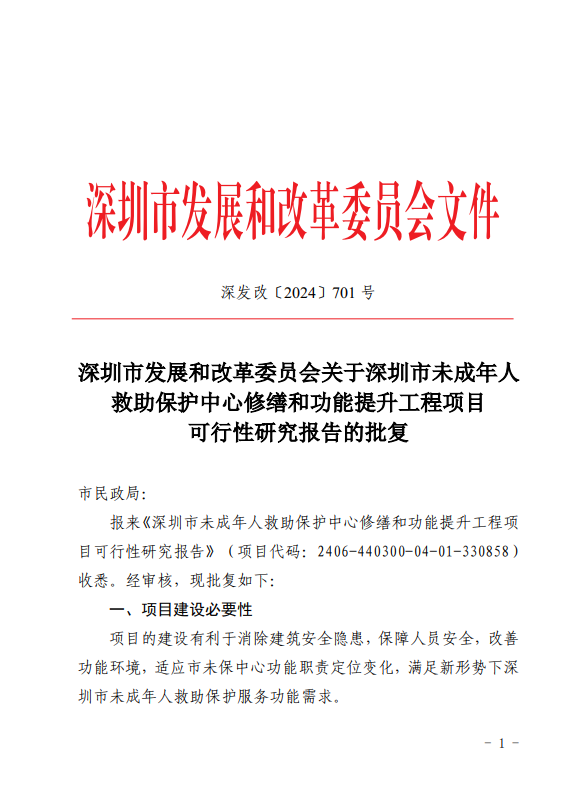 深圳市发展和改革委员会文件
深发改〔2024〕701 号
深圳市发展和改革委员会关于深圳市未成年人
救助保护中心修缮和功能提升工程项目
可行性研究报告的批复
市民政局：
报来《深圳市未成年人救助保护中心修缮和功能提升工程项
目可行性研究报告》（项目代码：2406-440300-04-01-330858）
收悉。经审核，现批复如下：
一、项目建设必要性
项目的建设有利于消除建筑安全隐患，保障人员安全，改善
功能环境，适应市未保中心功能职责定位变化，满足新形势下深
圳市未成年人救助保护服务功能需求。
- 1 -